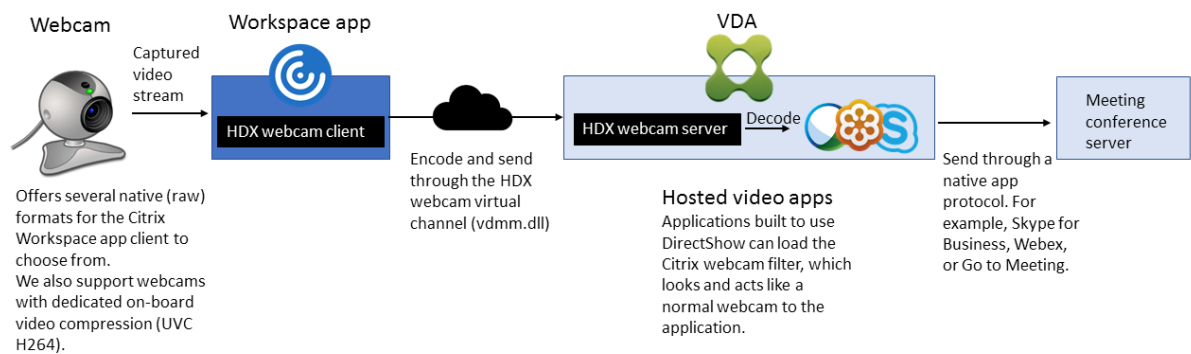 Webcam
Workspace app
VDA
Captured
video
stream
HDX webcam client
HDX webcam server
Decode
Meeting
conference
server
Offers several native (raw)
formats for the Citrix
Workspace app client to
choose from.
We also support webcams
with dedicated on-board
video compression (UVC
H264).
Encode and send
through the HDX
webcam virtual
channel (vdmm.dll)
Hosted video apps
Applications built to use
DirectShow can load the
Citrix webcam filter, which
looks and acts like a
normal webcam to the
application.
Send through a
native app
protocol. For
example, Skype for
Business, Webex,
or Go to Meeting.